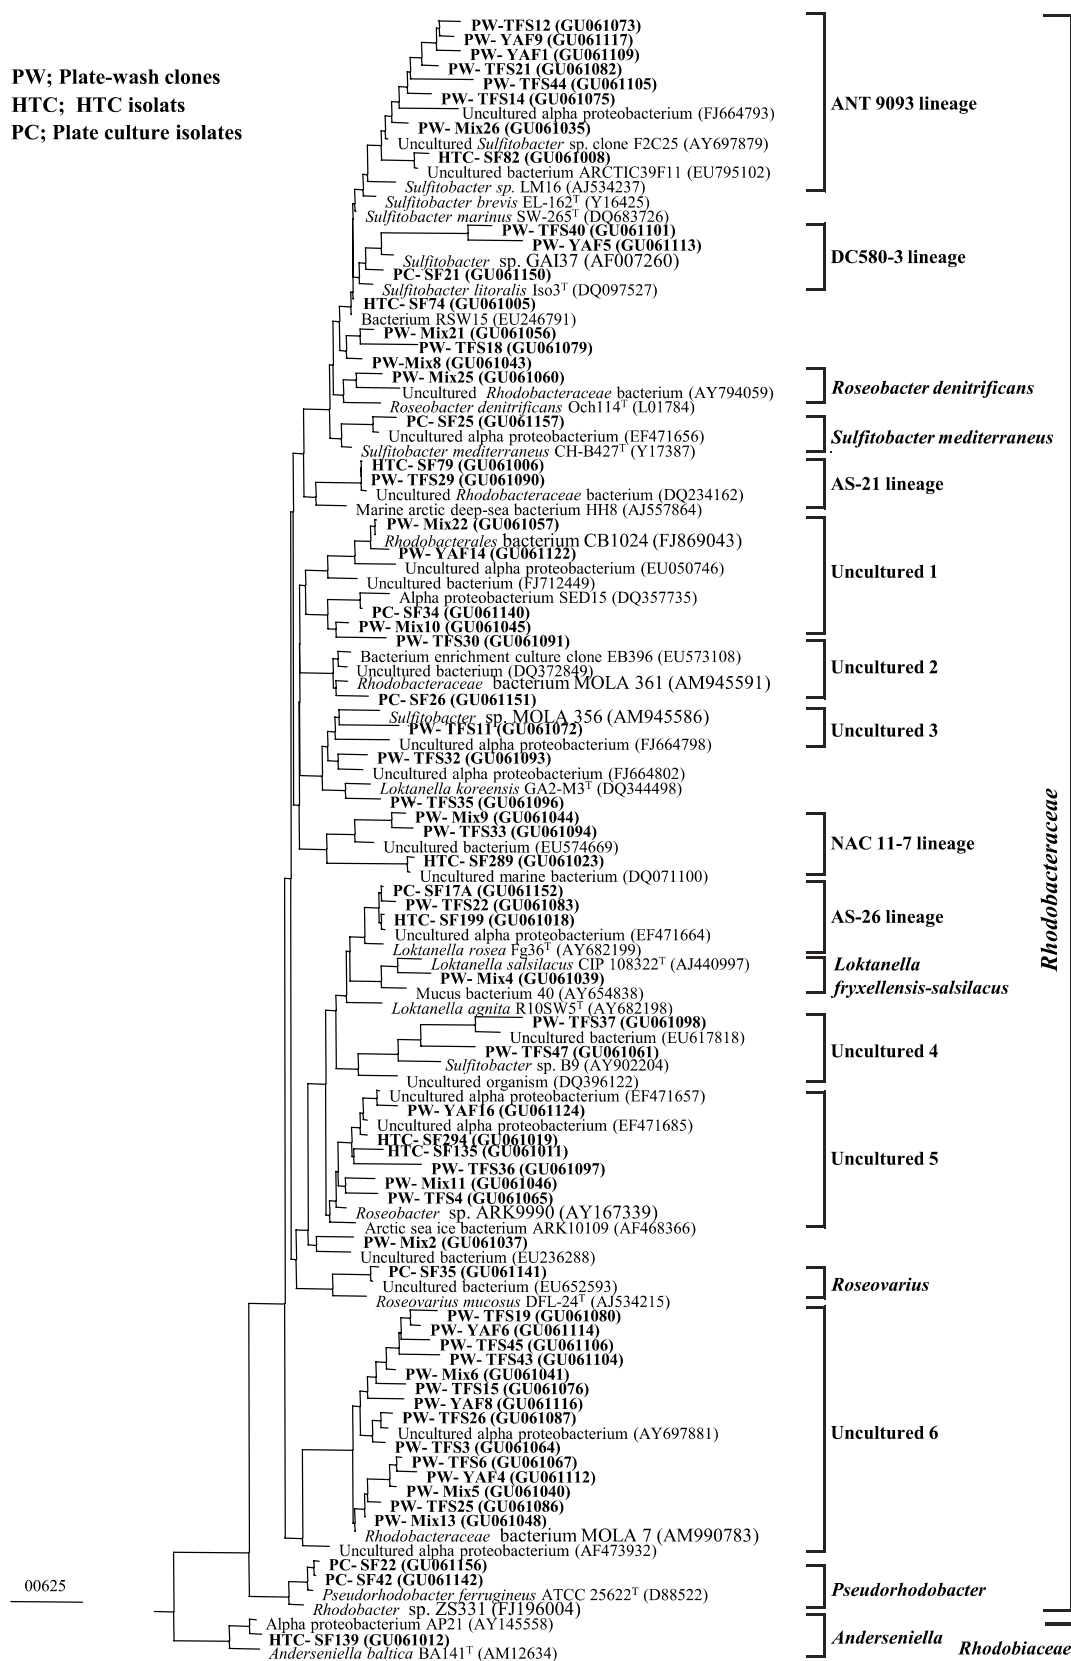 PW; Plate-wash clones
HTC; HTC isolats
PC; Plate culture isolates
PW-TFS12 (GU061073)
PW- YAF9 (GU061117)
PW- YAF1 (GU061109)
PW- TFS21 (GU061082)
PW- TFS44 (GU061105)
PW- TFS14 (GU061075)
Uncultured alpha proteobacterium (FJ664793)
PW- Mix26 (GU061035)
Uncultured Sulfitobacter sp. clone F2C25 (AY697879)
HTC- SF82 (GU061008)
Uncultured bacterium ARCTIC39F11 (EU795102)
Sulfitobacter sp. LM16 (AJ534237)
ANT 9093 lineage
Sulfitobacter brevis EL-162T (Y16425)
Sulfitobacter marinus SW-265T (DQ683726)
PW- TFS40 (GU061101)
PW- YAF5 (GU061113)
Sulfitobacter sp. GAI37 (AF007260)
PC- SF21 (GU061150)
Sulfitobacter litoralis Iso3T (DQ097527)
DC580-3 lineage
HTC- SF74 (GU061005)
Bacterium RSW15 (EU246791)
PW- Mix21 (GU061056)
PW- TFS18 (GU061079)
PW-Mix8 (GU061043)
PW- Mix25 (GU061060)
Uncultured Rhodobacteraceae bacterium (AY794059)
Roseobacter denitrificans Och114T (L01784)
Roseobacter denitrificans
PC- SF25 (GU061157)
Uncultured alpha proteobacterium (EF471656)
Sulfitobacter mediterraneus CH-B427T (Y17387)
Sulfitobacter mediterraneus
HTC- SF79 (GU061006)
PW- TFS29 (GU061090)
Uncultured Rhodobacteraceae bacterium (DQ234162)
Marine arctic deep-sea bacterium HH8 (AJ557864)
AS-21 lineage
PW- Mix22 (GU061057)
Rhodobacterales bacterium CB1024 (FJ869043)
PW- YAF14 (GU061122)
Uncultured alpha proteobacterium (EU050746)
Uncultured bacterium (FJ712449)
Alpha proteobacterium SED15 (DQ357735)
PC- SF34 (GU061140)
PW- Mix10 (GU061045)
PW- TFS30 (GU061091)
Uncultured 1
Bacterium enrichment culture clone EB396 (EU573108)
Uncultured bacterium (DQ372849)
Rhodobacteraceae bacterium MOLA 361 (AM945591)
PC- SF26 (GU061151)
Uncultured 2
Sulfitobacter sp. MOLA 356 (AM945586)
PW- TFS11 (GU061072)
Uncultured alpha proteobacterium (FJ664798)
Uncultured 3
PW- TFS32 (GU061093)
Uncultured alpha proteobacterium (FJ664802)
Loktanella koreensis GA2-M3T (DQ344498)
PW- TFS35 (GU061096)
PW- Mix9 (GU061044)
PW- TFS33 (GU061094)
Uncultured bacterium (EU574669)
HTC- SF289 (GU061023)
Uncultured marine bacterium (DQ071100)
NAC 11-7 lineage
PC- SF17A (GU061152)
PW- TFS22 (GU061083)
HTC- SF199 (GU061018)
Uncultured alpha proteobacterium (EF471664)
Loktanella rosea Fg36T (AY682199)
AS-26 lineage
Loktanella salsilacus CIP 108322T (AJ440997)
PW- Mix4 (GU061039)
Mucus bacterium 40 (AY654838)
Loktanella
fryxellensis-salsilacus
Loktanella agnita R10SW5T (AY682198)
PW- TFS37 (GU061098)
Uncultured bacterium (EU617818)
PW- TFS47 (GU061061)
Sulfitobacter sp. B9 (AY902204)
Uncultured organism (DQ396122)
Uncultured 4
Uncultured alpha proteobacterium (EF471657)
PW- YAF16 (GU061124)
Uncultured alpha proteobacterium (EF471685)
HTC- SF294 (GU061019)
HTC- SF135 (GU061011)
PW- TFS36 (GU061097)
PW- Mix11 (GU061046)
PW- TFS4 (GU061065)
Roseobacter sp. ARK9990 (AY167339)
Arctic sea ice bacterium ARK10109 (AF468366)
Uncultured 5
PW- Mix2 (GU061037)
Uncultured bacterium (EU236288)
PC- SF35 (GU061141)
Uncultured bacterium (EU652593)
Roseovarius mucosus DFL-24T (AJ534215)
Roseovarius
PW- TFS19 (GU061080)
PW- YAF6 (GU061114)
PW- TFS45 (GU061106)
PW- TFS43 (GU061104)
PW- Mix6 (GU061041)
PW- TFS15 (GU061076)
PW- YAF8 (GU061116)
PW- TFS26 (GU061087)
Uncultured alpha proteobacterium (AY697881)
PW- TFS3 (GU061064)
PW- TFS6 (GU061067)
PW- YAF4 (GU061112)
PW- Mix5 (GU061040)
PW- TFS25 (GU061086)
PW- Mix13 (GU061048)
Rhodobacteraceae bacterium MOLA 7 (AM990783)
Uncultured alpha proteobacterium (AF473932)
Uncultured 6
PC- SF22 (GU061156)
PC- SF42 (GU061142)
Pseudorhodobacter ferrugineus ATCC 25622T (D88522)
Rhodobacter sp. ZS331 (FJ196004)
Pseudorhodobacter
Rhodobacteraceae
Alpha proteobacterium AP21 (AY145558)
HTC- SF139 (GU061012)
Anderseniella baltica BA141T (AM12634)
Anderseniella
Rhodobiaceae
00625